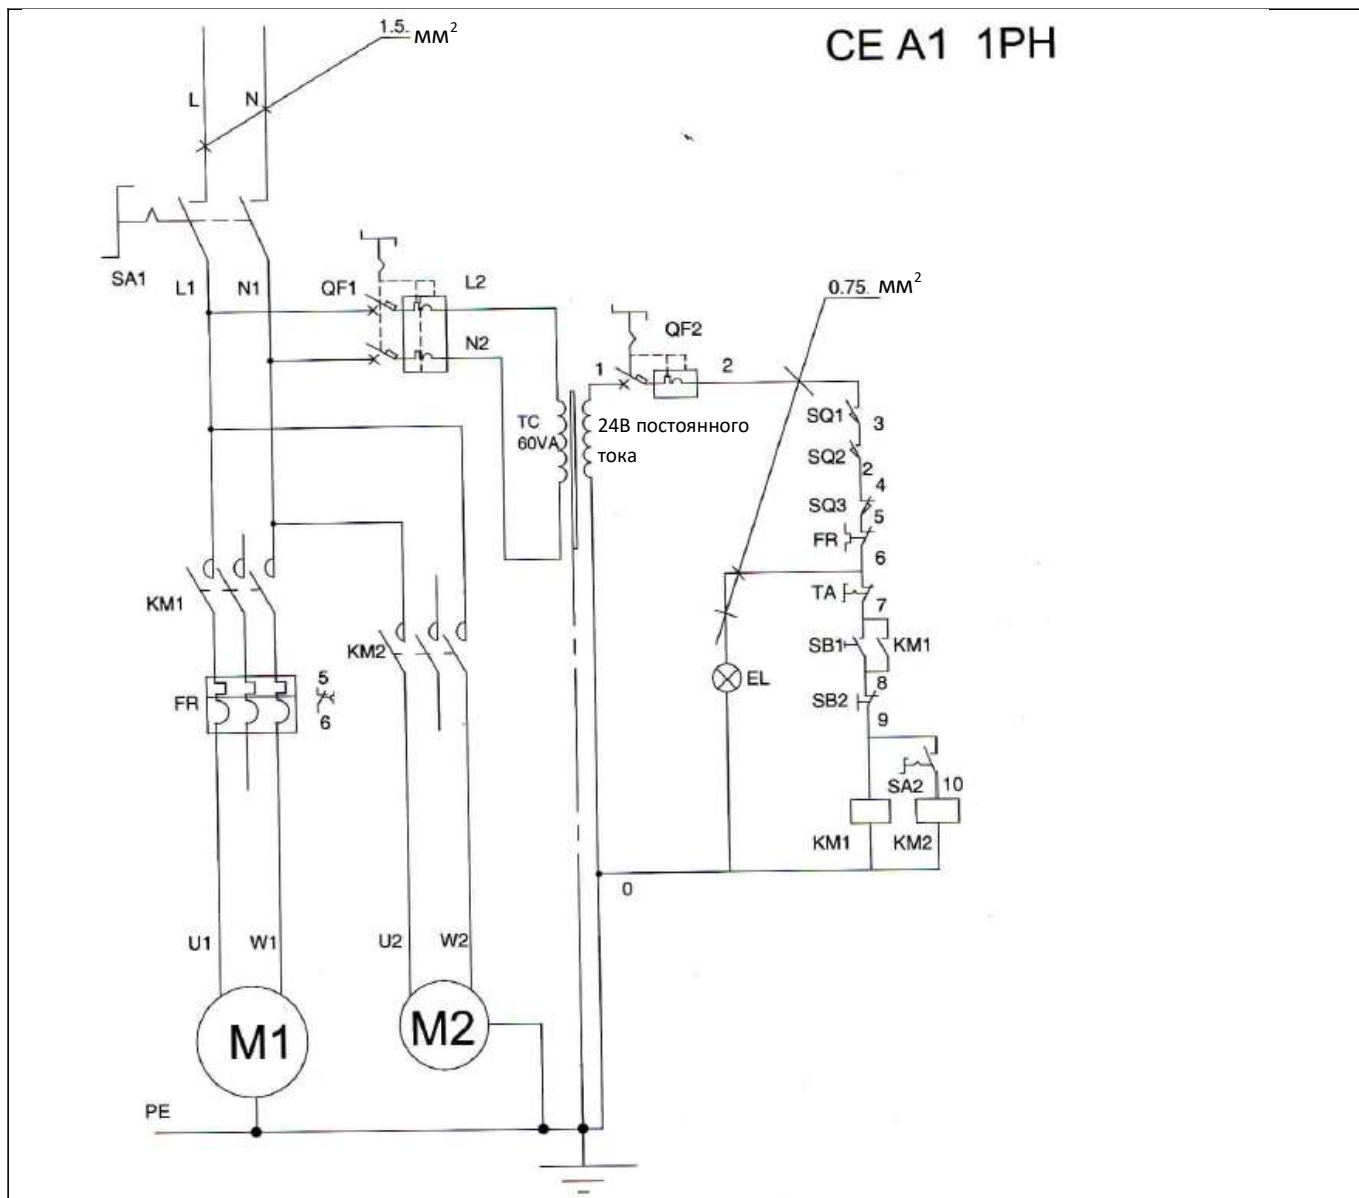 1.5. мм²
CE A1 1PH
L N
SA1 L1 N1 QF1 L2
N2
0.75. мм²
QF2
1 2
TC
60VA
24В постоянного
тока
SQ1 3
SQ2 2
4
SQ3 5
FR 6
TA 7
SB1 KM1
8
SB2 9
SA2 10
KM1 KM2
EL
0
KM1
KM2
FR 5
6
U1 W1 U2 W2
M1 M2
PE